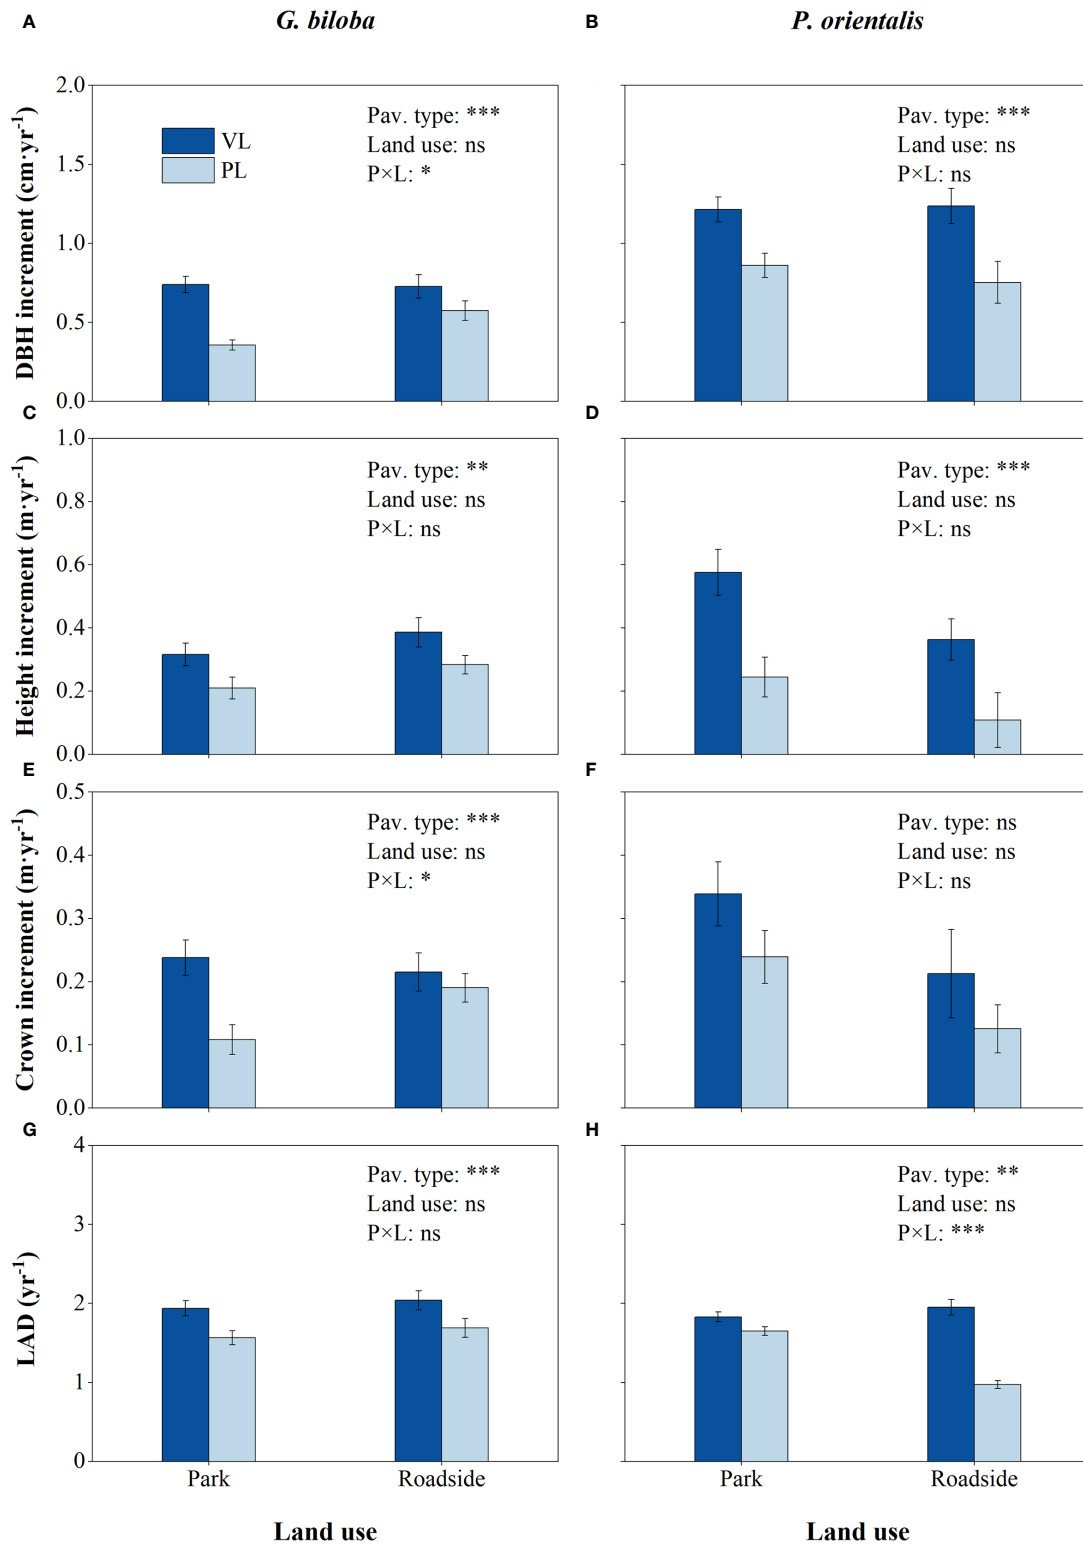 A
G. biloba
B
P. orientalis
DBH increment (cm·yr-1)
2.0
1.5
1.0
0.5
0.0
VL
PL
Pav. type: ***
Land use: ns
P×L: *
Pav. type: ***
Land use: ns
P×L: ns
C
D
Height increment (m·yr-1)
1.0
0.8
0.6
0.4
0.2
0.0
Pav. type: **
Land use: ns
P×L: ns
Pav. type: ***
Land use: ns
P×L: ns
E
F
Crown increment (m·yr-1)
0.5
0.4
0.3
0.2
0.1
0.0
Pav. type: ***
Land use: ns
P×L: *
Pav. type: ns
Land use: ns
P×L: ns
G
H
LAD (yr-1)
4
3
2
1
0
Pav. type: ***
Land use: ns
P×L: ns
Pav. type: **
Land use: ns
P×L: ***
Park
Roadside
Park
Roadside
Land use
Land use